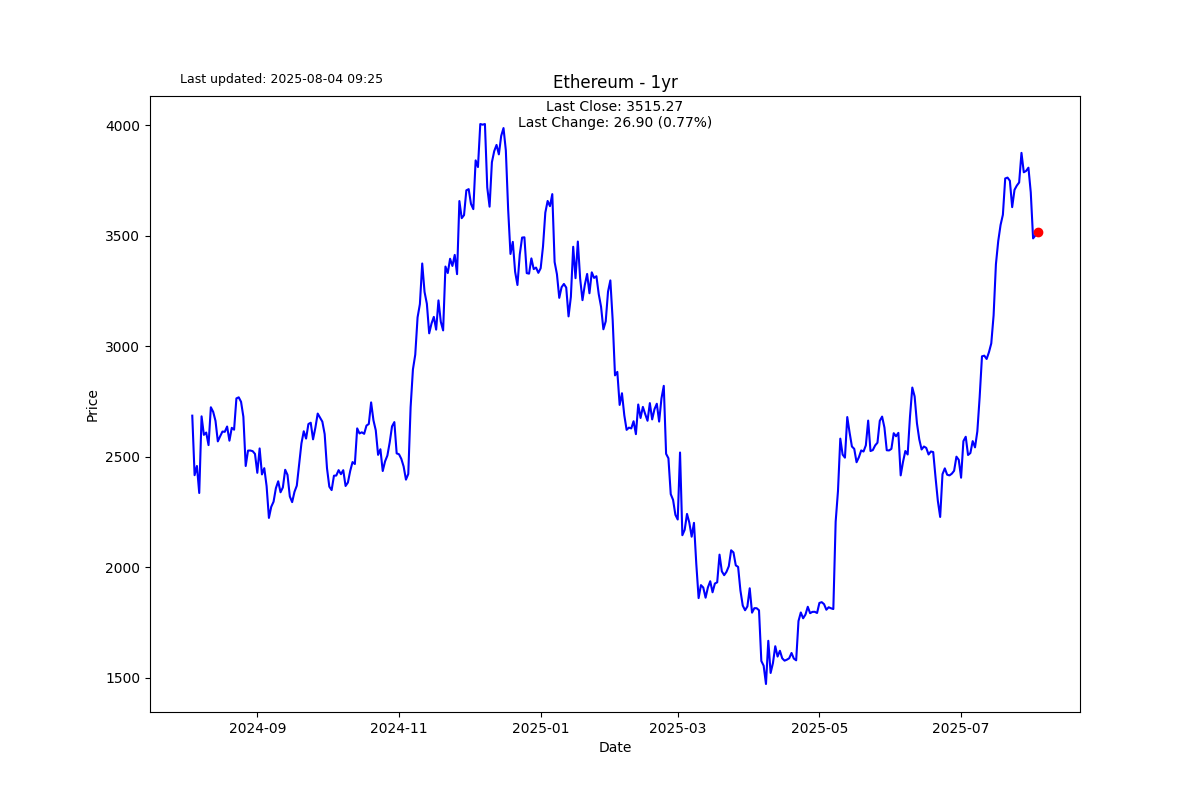 Last updated: 2025-08-04 09:25
Ethereum - 1yr
Last Close: 3515.27
Last Change: 26.90 (0.77%)
4000
3500
3000
2500
2000
1500
Price
2024-09
2024-11
2025-01
2025-03
2025-05
2025-07
Date